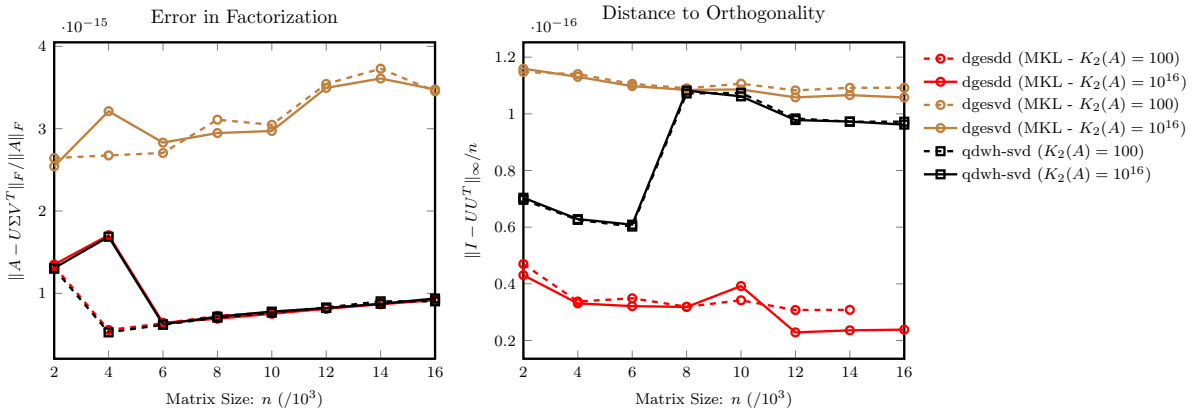 Error in Factorization
·10−15
4
3
2
1
‖A − UΣV^T‖_F/‖A‖_F
2 4 6 8 10 12 14 16
Matrix Size: n (/10^3)
Distance to Orthogonality
·10−16
1.2
1
0.8
0.6
0.4
0.2
‖I − UU^T‖_∞/n
2 4 6 8 10 12 14 16
Matrix Size: n (/10^3)
dgesdd (MKL - K_2(A) = 100)
dgesdd (MKL - K_2(A) = 10^16)
dgesvd (MKL - K_2(A) = 100)
dgesvd (MKL - K_2(A) = 10^16)
qdwh-svd (K_2(A) = 100)
qdwh-svd (K_2(A) = 10^16)